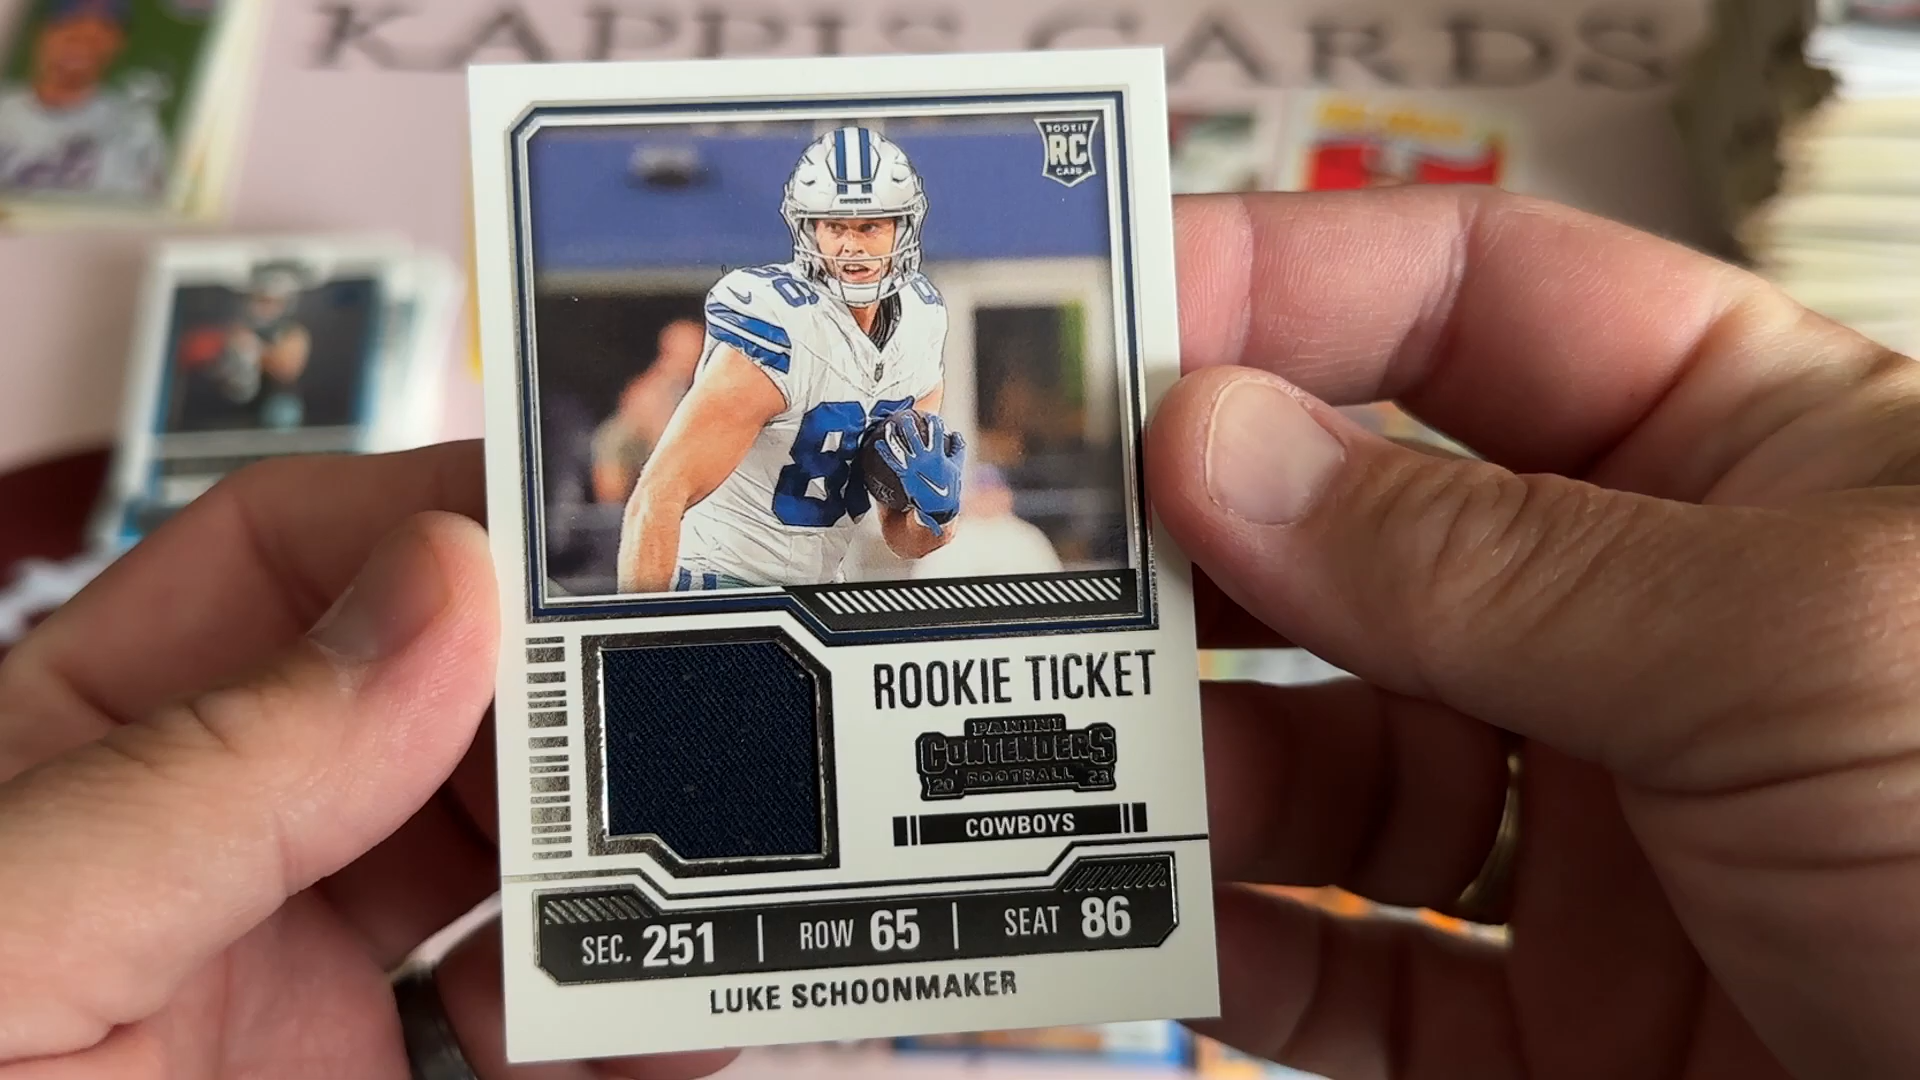 KAPPIS CARDS
ROOKIE
RC
CARD
COWBOYS
86
86
ROOKIE TICKET
PANINI
CONTENDERS
20 FOOTBALL 23
COWBOYS
SEC. 251 | ROW 65 | SEAT 86
LUKE SCHOONMAKER